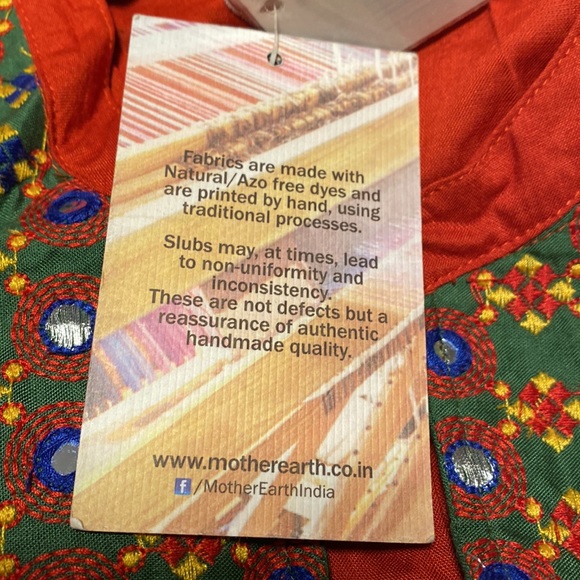 Fabrics are made with
Natural/Azo free dyes and
are printed by hand, using
traditional processes.
Slubs may, at times, lead
to non-uniformity and
inconsistency.
These are not defects but a
reassurance of authentic
handmade quality.
www.motherearth.co.in
f/MotherEarthIndia